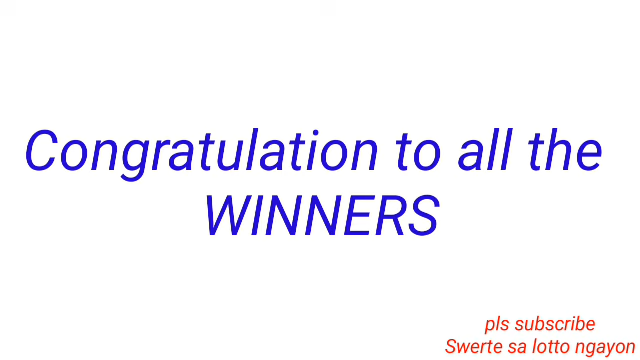 Congratulation to all the
WINNERS
pls subscribe
Swerte sa lotto ngayon